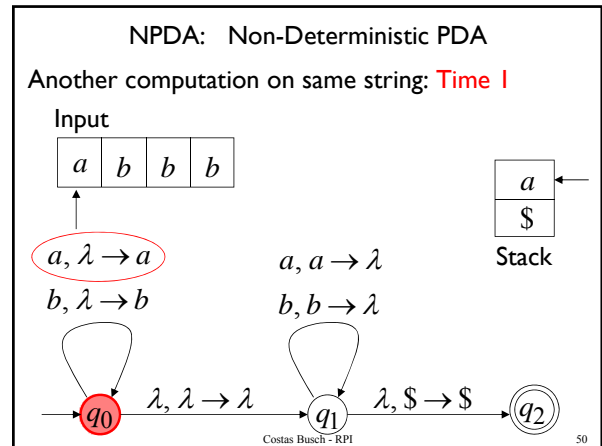 NPDA: Non-Deterministic PDA
Another computation on same string: Time 1
Input
a b b b
a
$
Stack
a, λ → a
b, λ → b
a, a → λ
b, b → λ
q0
λ, λ → λ
q1
λ, $ → $
q2
Costas Busch - RPI
50